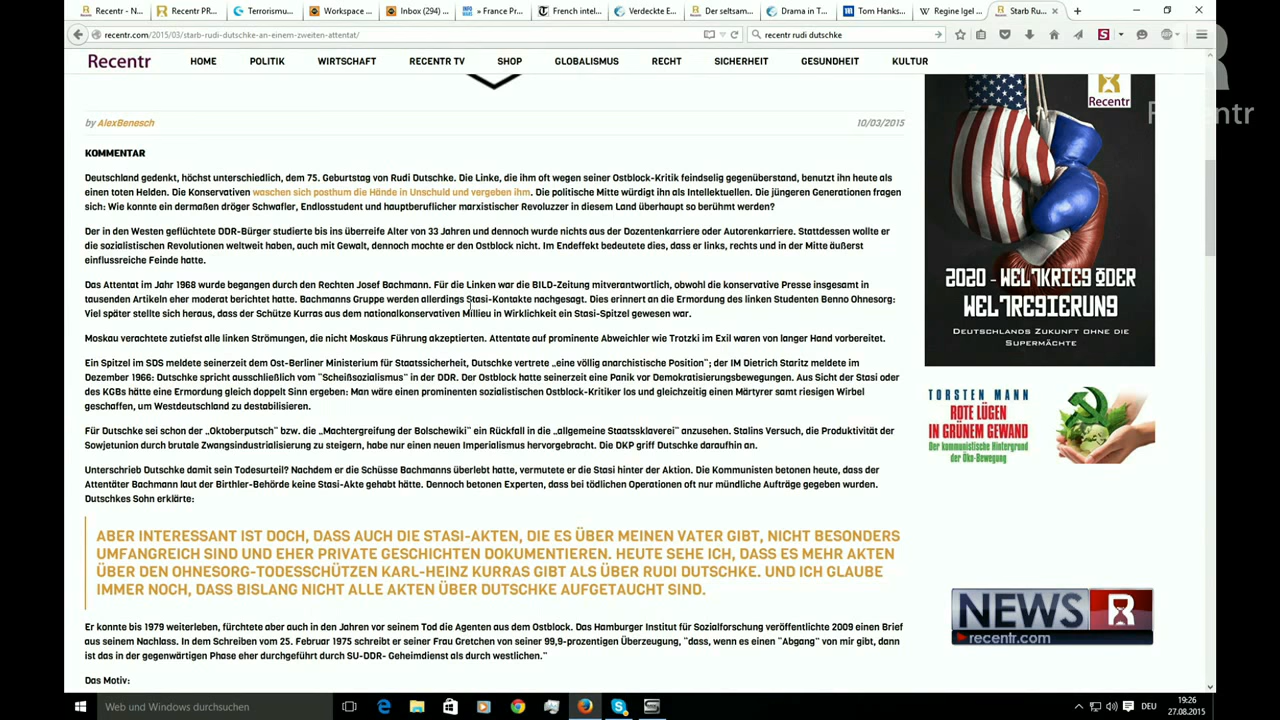 Recentr - N...
Recentr PR...
Terrorismu...
Workspace ...
Inbox (294) ...
» France Pr...
French intel...
Verdeckte E...
Der seltsam...
Drama in T...
Tom Hanks...
Regine Igel ...
Starb Ru...
recentr.com/2015/03/starb-rudi-dutschke-an-einem-zweiten-attentat/
recentr rudi dutschke
Recentr
HOME
POLITIK
WIRTSCHAFT
RECENTR TV
SHOP
GLOBALISMUS
RECHT
SICHERHEIT
GESUNDHEIT
KULTUR
Recentr
by AlexBenesch
10/03/2015
KOMMENTAR
Deutschland gedenkt, höchst unterschiedlich, dem 75. Geburtstag von Rudi Dutschke. Die Linke, die ihm oft wegen seiner Ostblock-Kritik feindselig gegenüberstand, benutzt ihn heute als
einen toten Helden. Die Konservativen waschen sich posthum die Hände in Unschuld und vergeben ihm. Die politische Mitte würdigt ihn als Intellektuellen. Die jüngeren Generationen fragen
sich: Wie konnte ein dermaßen dröger Schwafler, Endlosstudent und hauptberuflicher marxistischer Revoluzzer in diesem Land überhaupt so berühmt werden?
Der in den Westen geflüchtete DDR-Bürger studierte bis ins überreife Alter von 33 Jahren und dennoch wurde nichts aus der Dozentenkarriere oder Autorenkarriere. Stattdessen wollte er
die sozialistischen Revolutionen weltweit haben, auch mit Gewalt, dennoch mochte er den Ostblock nicht. Im Endeffekt bedeutete dies, dass er links, rechts und in der Mitte äußerst
einflussreiche Feinde hatte.
Das Attentat im Jahr 1968 wurde begangen durch den Rechten Josef Bachmann. Für die Linken war die BILD-Zeitung mitverantwortlich, obwohl die konservative Presse insgesamt in
tausenden Artikeln eher moderat berichtet hatte. Bachmanns Gruppe werden allerdings Stasi-Kontakte nachgesagt. Dies erinnert an die Ermordung des linken Studenten Benno Ohnesorg:
Viel später stellte sich heraus, dass der Schütze Kurras aus dem nationalkonservativen Millieu in Wirklichkeit ein Stasi-Spitzel gewesen war.
Moskau verachtete zutiefst alle linken Strömungen, die nicht Moskaus Führung akzeptierten. Attentate auf prominente Abweichler wie Trotzki im Exil waren von langer Hand vorbereitet.
Ein Spitzel im SDS meldete seinerzeit dem Ost-Berliner Ministerium für Staatssicherheit, Dutschke vertrete „eine völlig anarchistische Position“; der IM Dietrich Staritz meldete im
Dezember 1966: Dutschke spricht ausschließlich vom "Scheißsozialismus" in der DDR. Der Ostblock hatte seinerzeit eine Panik vor Demokratisierungsbewegungen. Aus Sicht der Stasi oder
des KGBs hätte eine Ermordung gleich doppelt Sinn ergeben: Man wäre einen prominenten sozialistischen Ostblock-Kritiker los und gleichzeitig einen Märtyrer samt riesigen Wirbel
geschaffen, um Westdeutschland zu destabilisieren.
Für Dutschke sei schon der „Oktoberputsch” bzw. die „Machtergreifung der Bolschewiki” ein Rückfall in die „allgemeine Staatssklaverei” anzusehen. Stalins Versuch, die Produktivität der
Sowjetunion durch brutale Zwangsindustrialisierung zu steigern, habe nur einen neuen Imperialismus hervorgebracht. Die DKP griff Dutschke daraufhin an.
Unterschrieb Dutschke damit sein Todesurteil? Nachdem er die Schüsse Bachmanns überlebt hatte, vermutete er die Stasi hinter der Aktion. Die Kommunisten betonen heute, dass der
Attentäter Bachmann laut der Birthler-Behörde keine Stasi-Akte gehabt hätte. Dennoch betonen Experten, dass bei tödlichen Operationen oft nur mündliche Aufträge gegeben wurden.
Dutschkes Sohn erklärte:
ABER INTERESSANT IST DOCH, DASS AUCH DIE STASI-AKTEN, DIE ES ÜBER MEINEN VATER GIBT, NICHT BESONDERS
UMFANGREICH SIND UND EHER PRIVATE GESCHICHTEN DOKUMENTIEREN. HEUTE SEHE ICH, DASS ES MEHR AKTEN
ÜBER DEN OHNESORG-TODESSCHÜTZEN KARL-HEINZ KURRAS GIBT ALS ÜBER RUDI DUTSCHKE. UND ICH GLAUBE
IMMER NOCH, DASS BISLANG NICHT ALLE AKTEN ÜBER DUTSCHKE AUFGETAUCHT SIND.
Er konnte bis 1979 weiterleben, fürchtete aber auch in den Jahren vor seinem Tod die Agenten aus dem Ostblock. Das Hamburger Institut für Sozialforschung veröffentlichte 2009 einen Brief
aus seinem Nachlass. In dem Schreiben vom 25. Februar 1975 schreibt er seiner Frau Gretchen von seiner 99,9-prozentigen Überzeugung, "dass, wenn es einen "Abgang" von mir gibt, dann
ist das in der gegenwärtigen Phase eher durchgeführt durch SU-DDR- Geheimdienst als durch westlichen."
Das Motiv:
Recentr
2020 - WELTKRIEG ODER
WELTREGIERUNG
DEUTSCHLANDS ZUKUNFT OHNE DIE
SUPERMÄCHTE
TORSTEN MANN
ROTE LÜGEN
IN GRÜNEM GEWAND
Der kommunistische Hintergrund
der Öko-Bewegung
NEWS
recentr.com
Web und Windows durchsuchen
DEU
19:26
27.08.2015